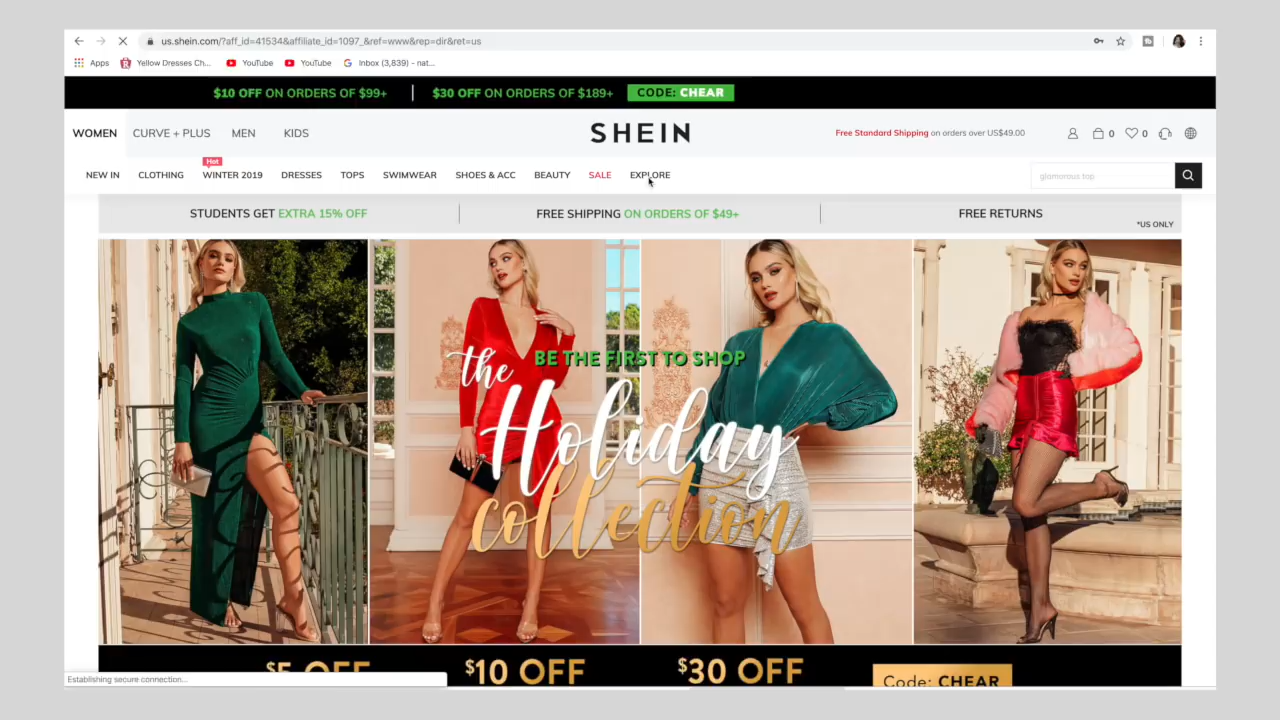 us.shein.com/?aff_id=41534&affiliate_id=1097_&ref=www&rep=dir&ret=us
Apps Yellow Dresses Ch... YouTube YouTube Inbox (3,839) - nat...
$10 OFF ON ORDERS OF $99+ $30 OFF ON ORDERS OF $189+ CODE: CHEAR
WOMEN CURVE + PLUS MEN KIDS SHEIN Free Standard Shipping on orders over US$49.00 0 0
Hot
NEW IN CLOTHING WINTER 2019 DRESSES TOPS SWIMWEAR SHOES & ACC BEAUTY SALE EXPLORE glamorous top
STUDENTS GET EXTRA 15% OFF FREE SHIPPING ON ORDERS OF $49+ FREE RETURNS
*US ONLY
BE THE FIRST TO SHOP
the
Holiday
collection
$5 OFF $10 OFF $30 OFF Code: CHEAR
Establishing secure connection...